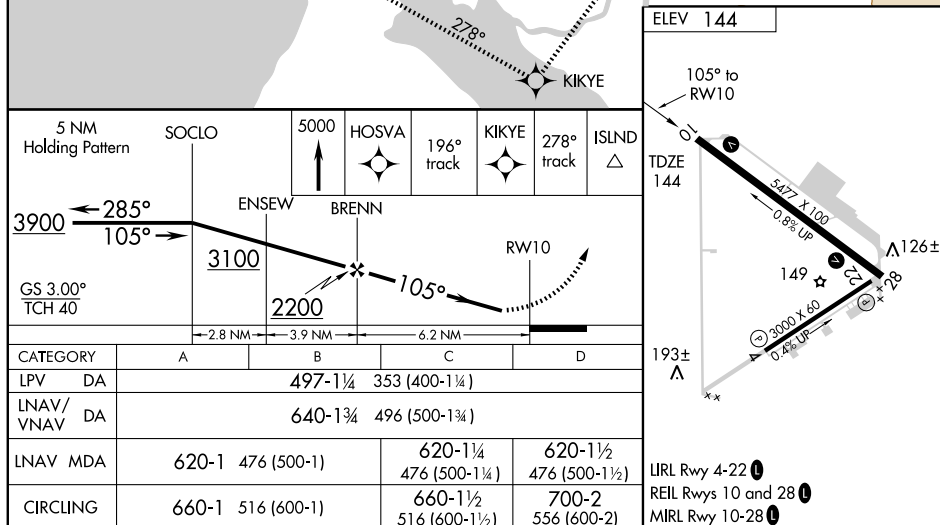 278°
KIKYE
5 NM
Holding Pattern
SOCLO
5000
HOSVA
196°
track
KIKYE
278°
track
ISLND
3900
285°
105°
ENSEW
3100
BRENN
2200
105°
RW10
GS 3.00°
TCH 40
2.8 NM
3.9 NM
6.2 NM
CATEGORY A B C D
LPV DA 497-1¼ 353 (400-1¼)
LNAV/
VNAV DA 640-1¾ 496 (500-1¾)
LNAV MDA 620-1 476 (500-1) 620-1¼ 476 (500-1¼) 620-1½ 476 (500-1½)
CIRCLING 660-1 516 (600-1) 660-1½ 516 (600-1½) 700-2 556 (600-2)
ELEV 144
105° to
RW10
10
TDZE
144
V
5477 X 100
0.8% UP
126±
V
22
28
149
P
3000 X 60
0.4% UP
P
4
193±
LIRL Rwy 4-22 L
REIL Rwys 10 and 28 L
MIRL Rwy 10-28 L